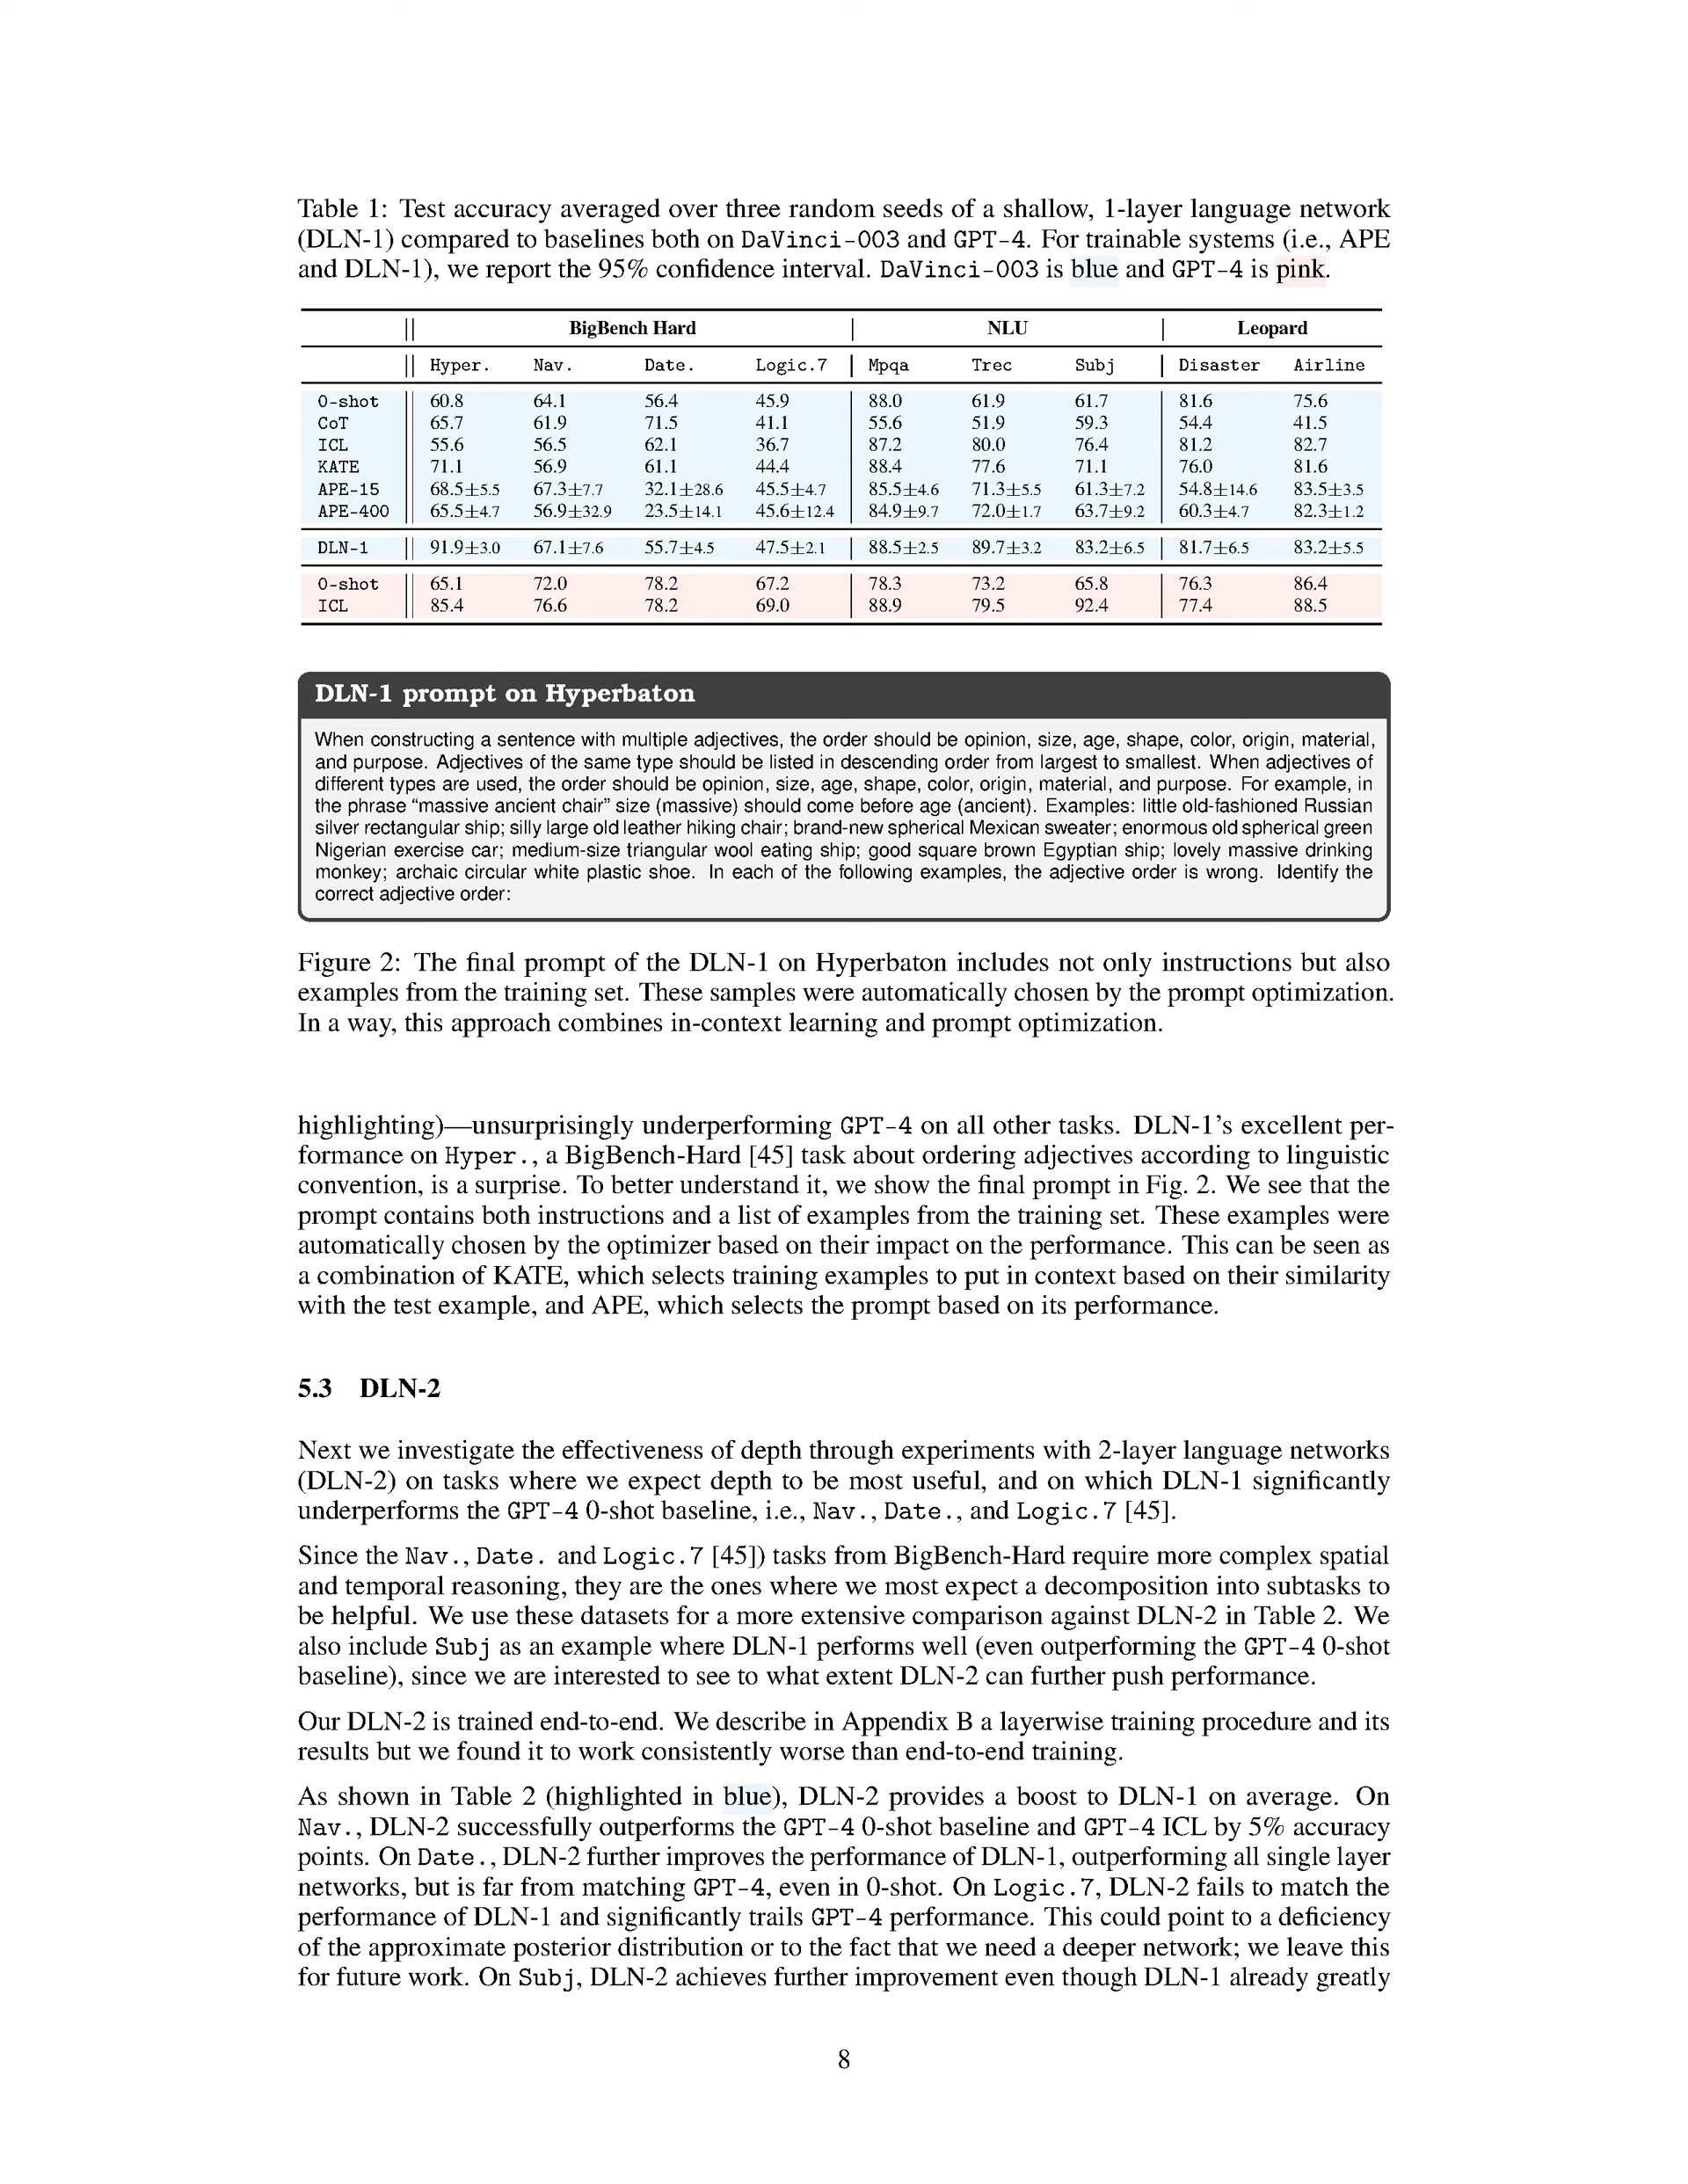 Table 1: Test accuracy averaged over three random seeds of a shallow, 1-layer language network
(DLN-1) compared to baselines both on DaVinci-003 and GPT-4. For trainable systems (i.e., APE
and DLN-1), we report the 95% confidence interval. DaVinci-003 is blue and GPT-4 is pink.
BigBench Hard NLU Leopard
Hyper. Nav. Date. Logic.7 Mpqa Trec Subj Disaster Airline
0-shot 60.8 64.1 56.4 45.9 88.0 61.9 61.7 81.6 75.6
CoT 65.7 61.9 71.5 41.1 55.6 51.9 59.3 54.4 41.5
ICL 55.6 56.5 62.1 36.7 87.2 80.0 76.4 81.2 82.7
KATE 71.1 56.9 61.1 44.4 88.4 77.6 71.1 76.0 81.6
APE-15 68.5±5.5 67.3±7.7 32.1±28.6 45.5±4.7 85.5±4.6 71.3±5.5 61.3±7.2 54.8±14.6 83.5±3.5
APE-400 65.5±4.7 56.9±32.9 23.5±14.1 45.6±12.4 84.9±9.7 72.0±1.7 63.7±9.2 60.3±4.7 82.3±1.2
DLN-1 91.9±3.0 67.1±7.6 55.7±4.5 47.5±2.1 88.5±2.5 89.7±3.2 83.2±6.5 81.7±6.5 83.2±5.5
0-shot 65.1 72.0 78.2 67.2 78.3 73.2 65.8 76.3 86.4
ICL 85.4 76.6 78.2 69.0 88.9 79.5 92.4 77.4 88.5
DLN-1 prompt on Hyperbaton
When constructing a sentence with multiple adjectives, the order should be opinion, size, age, shape, color, origin, material,
and purpose. Adjectives of the same type should be listed in descending order from largest to smallest. When adjectives of
different types are used, the order should be opinion, size, age, shape, color, origin, material, and purpose. For example, in
the phrase “massive ancient chair” size (massive) should come before age (ancient). Examples: little old-fashioned Russian
silver rectangular ship; silly large old leather hiking chair; brand-new spherical Mexican sweater; enormous old spherical green
Nigerian exercise car; medium-size triangular wool eating ship; good square brown Egyptian ship; lovely massive drinking
monkey; archaic circular white plastic shoe. In each of the following examples, the adjective order is wrong. Identify the
correct adjective order:
Figure 2: The final prompt of the DLN-1 on Hyperbaton includes not only instructions but also
examples from the training set. These samples were automatically chosen by the prompt optimization.
In a way, this approach combines in-context learning and prompt optimization.
highlighting)—unsurprisingly underperforming GPT-4 on all other tasks. DLN-1’s excellent per-
formance on Hyper., a BigBench-Hard [45] task about ordering adjectives according to linguistic
convention, is a surprise. To better understand it, we show the final prompt in Fig. 2. We see that the
prompt contains both instructions and a list of examples from the training set. These examples were
automatically chosen by the optimizer based on their impact on the performance. This can be seen as
a combination of KATE, which selects training examples to put in context based on their similarity
with the test example, and APE, which selects the prompt based on its performance.
5.3 DLN-2
Next we investigate the effectiveness of depth through experiments with 2-layer language networks
(DLN-2) on tasks where we expect depth to be most useful, and on which DLN-1 significantly
underperforms the GPT-4 0-shot baseline, i.e., Nav., Date., and Logic.7 [45].
Since the Nav., Date. and Logic.7 [45]) tasks from BigBench-Hard require more complex spatial
and temporal reasoning, they are the ones where we most expect a decomposition into subtasks to
be helpful. We use these datasets for a more extensive comparison against DLN-2 in Table 2. We
also include Subj as an example where DLN-1 performs well (even outperforming the GPT-4 0-shot
baseline), since we are interested to see to what extent DLN-2 can further push performance.
Our DLN-2 is trained end-to-end. We describe in Appendix B a layerwise training procedure and its
results but we found it to work consistently worse than end-to-end training.
As shown in Table 2 (highlighted in blue), DLN-2 provides a boost to DLN-1 on average. On
Nav., DLN-2 successfully outperforms the GPT-4 0-shot baseline and GPT-4 ICL by 5% accuracy
points. On Date., DLN-2 further improves the performance of DLN-1, outperforming all single layer
networks, but is far from matching GPT-4, even in 0-shot. On Logic.7, DLN-2 fails to match the
performance of DLN-1 and significantly trails GPT-4 performance. This could point to a deficiency
of the approximate posterior distribution or to the fact that we need a deeper network; we leave this
for future work. On Subj, DLN-2 achieves further improvement even though DLN-1 already greatly
8